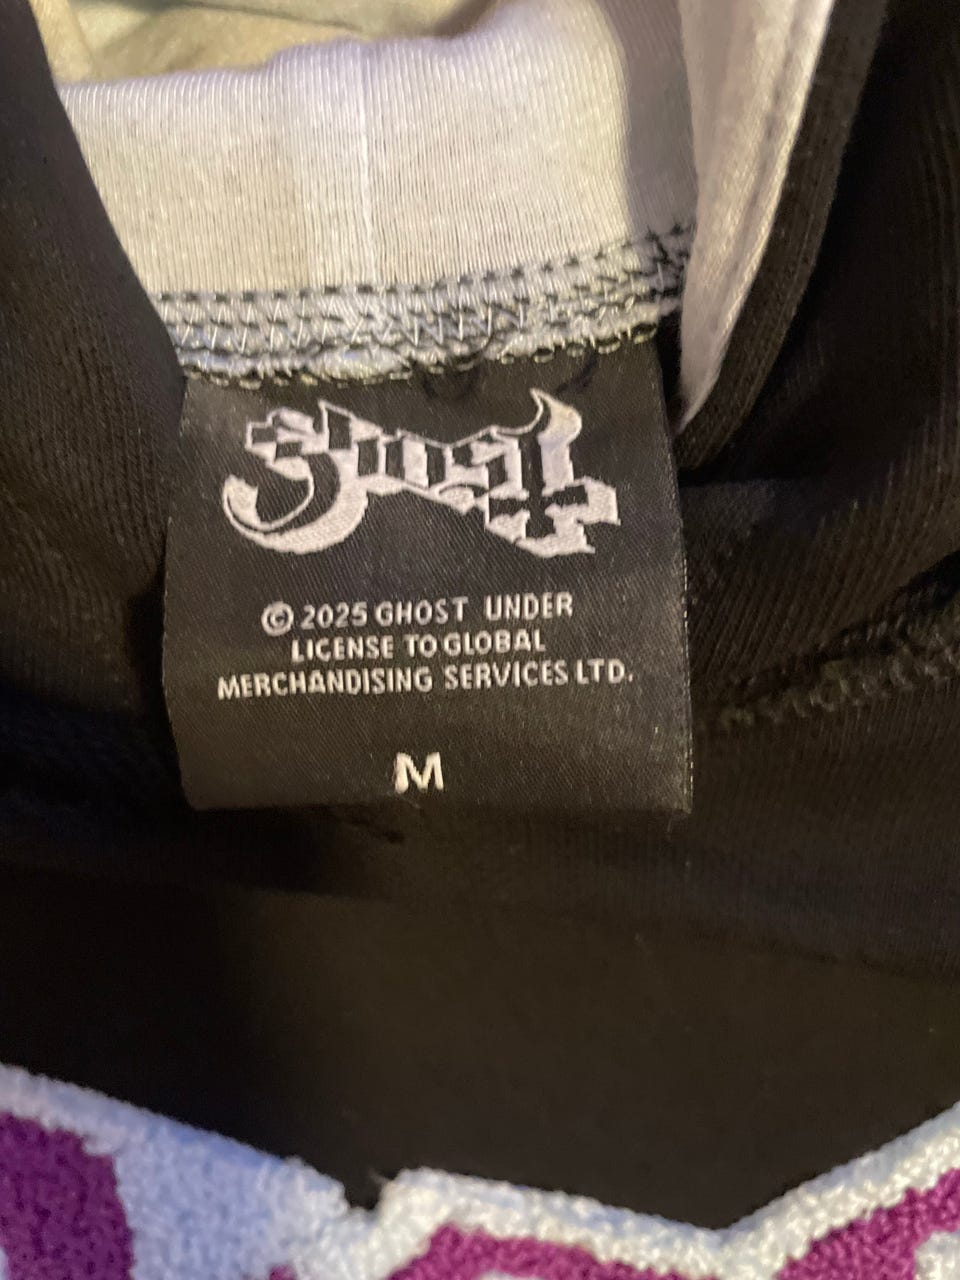 Ghost
© 2025 GHOST UNDER
LICENSE TO GLOBAL
MERCHANDISING SERVICES LTD.
M